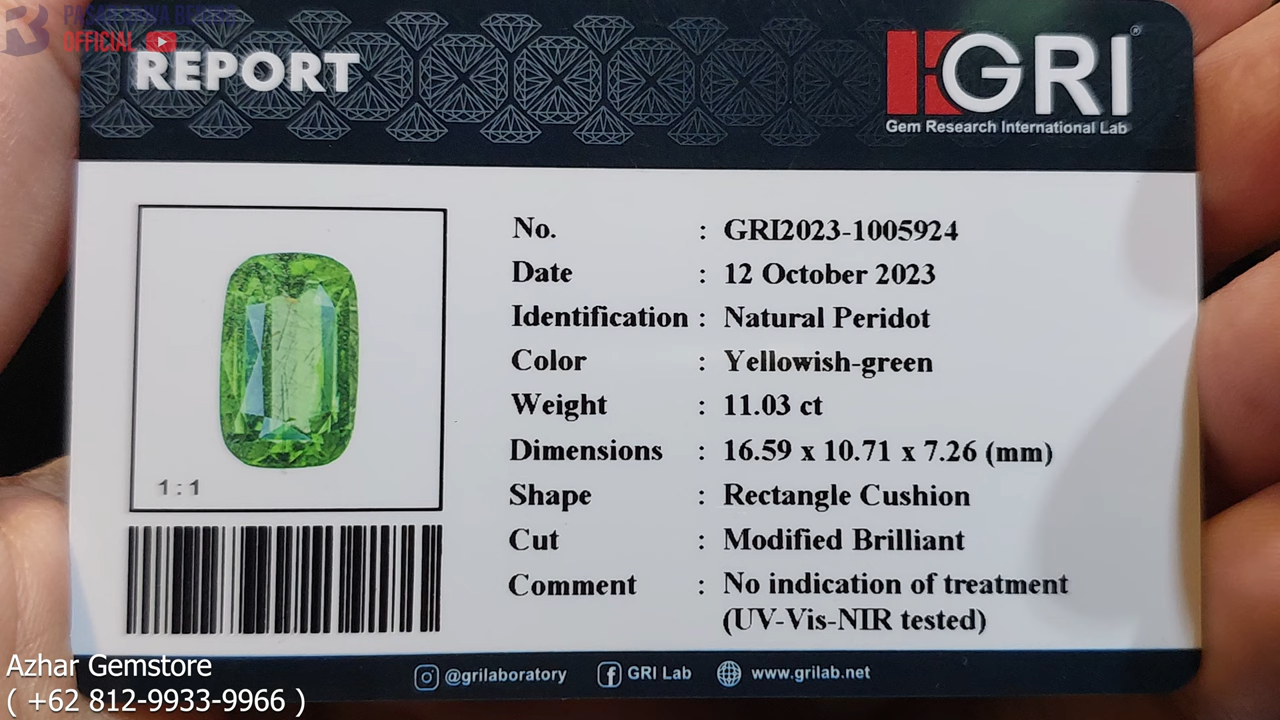 OFFICIAL
REPORT
GRI®
Gem Research International Lab
No. : GRI2023-1005924
Date : 12 October 2023
Identification : Natural Peridot
Color : Yellowish-green
Weight : 11.03 ct
Dimensions : 16.59 x 10.71 x 7.26 (mm)
Shape : Rectangle Cushion
Cut : Modified Brilliant
Comment : No indication of treatment
(UV-Vis-NIR tested)
1:1
@grilaboratory GRI Lab www.grilab.net
Azhar Gemstore
( +62 812-9933-9966 )